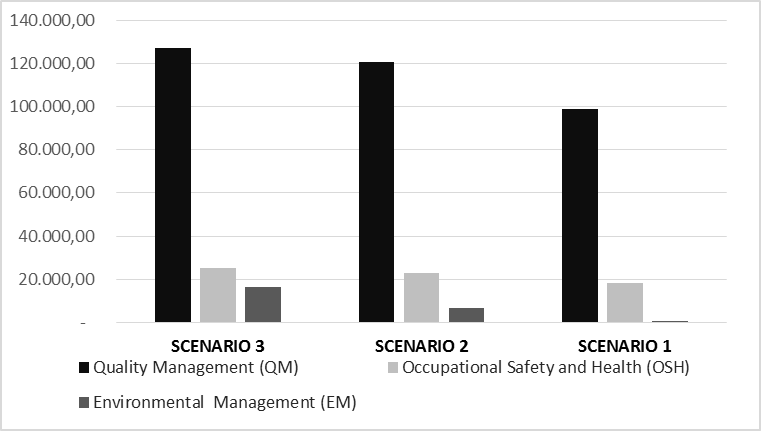 140.000,00
120.000,00
100.000,00
80.000,00
60.000,00
40.000,00
20.000,00
-
SCENARIO 3 SCENARIO 2 SCENARIO 1
Quality Management (QM) Occupational Safety and Health (OSH)
Environmental  Management (EM)